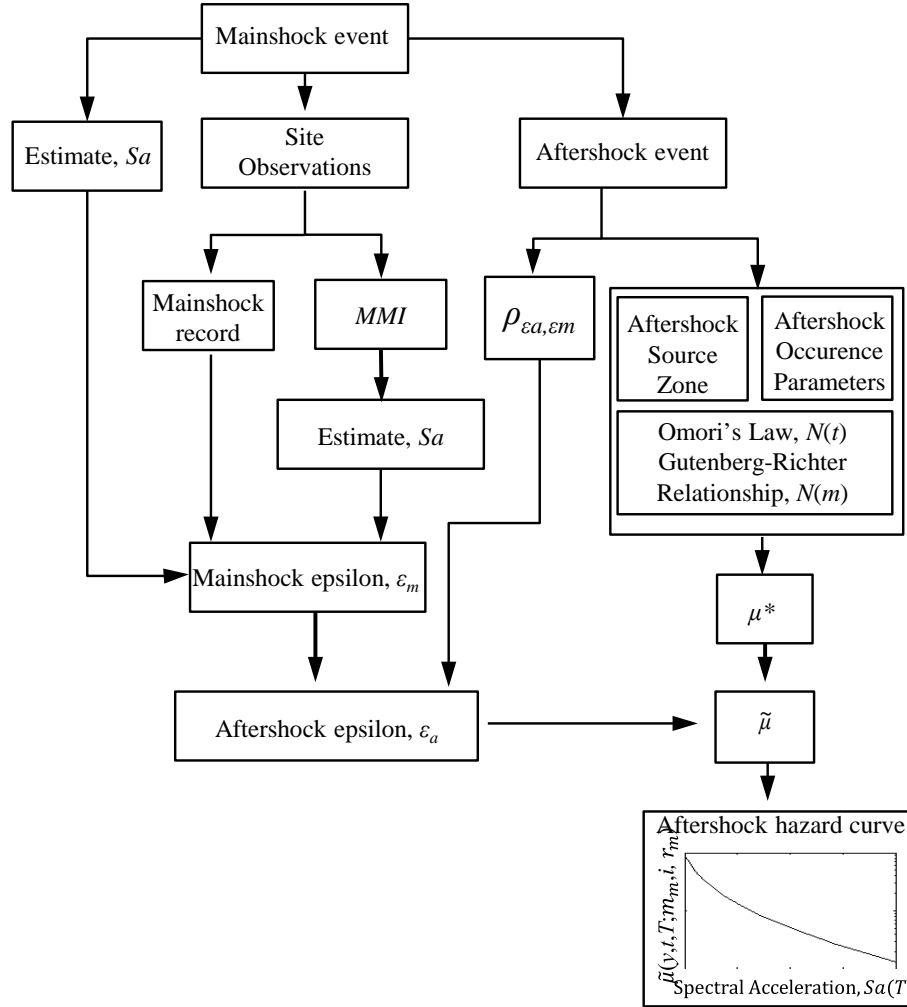 Mainshock event
Estimate, Sa
Site
Observations
Aftershock event
Mainshock
record
MMI
ρεa,εm
Aftershock
Source
Zone
Aftershock
Occurence
Parameters
Estimate, Sa
Omori's Law, N(t)
Gutenberg-Richter
Relationship, N(m)
Mainshock epsilon, εm
μ*
Aftershock epsilon, εa
μ̃
Aftershock hazard curve
μ̃(y,t,T;mm,i, rm)
Spectral Acceleration, Sa(T